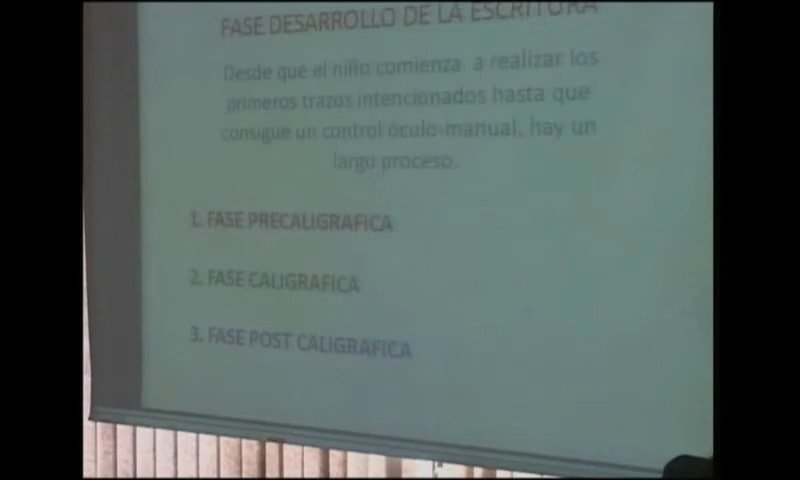 FASE DESARROLLO DE LA ESCRITURA
Desde que el niño comienza a realizar los
primeros trazos intencionados hasta que
consigue un control óculo-manual, hay un
largo proceso.
1. FASE PRECALIGRAFICA
2. FASE CALIGRAFICA
3. FASE POST CALIGRAFICA